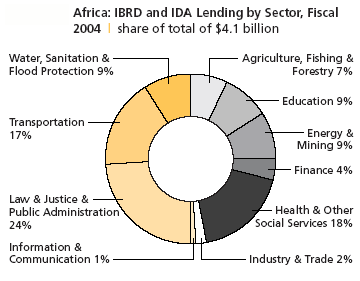 Africa: IBRD and IDA Lending by Sector, Fiscal
2004 | share of total of $4.1 billion
Water, Sanitation &
Flood Protection 9%
Agriculture, Fishing &
Forestry 7%
Education 9%
Transportation
17%
Energy &
Mining 9%
Finance 4%
Law & Justice &
Public Administration
24%
Health & Other
Social Services 18%
Information &
Communication 1%
Industry & Trade 2%